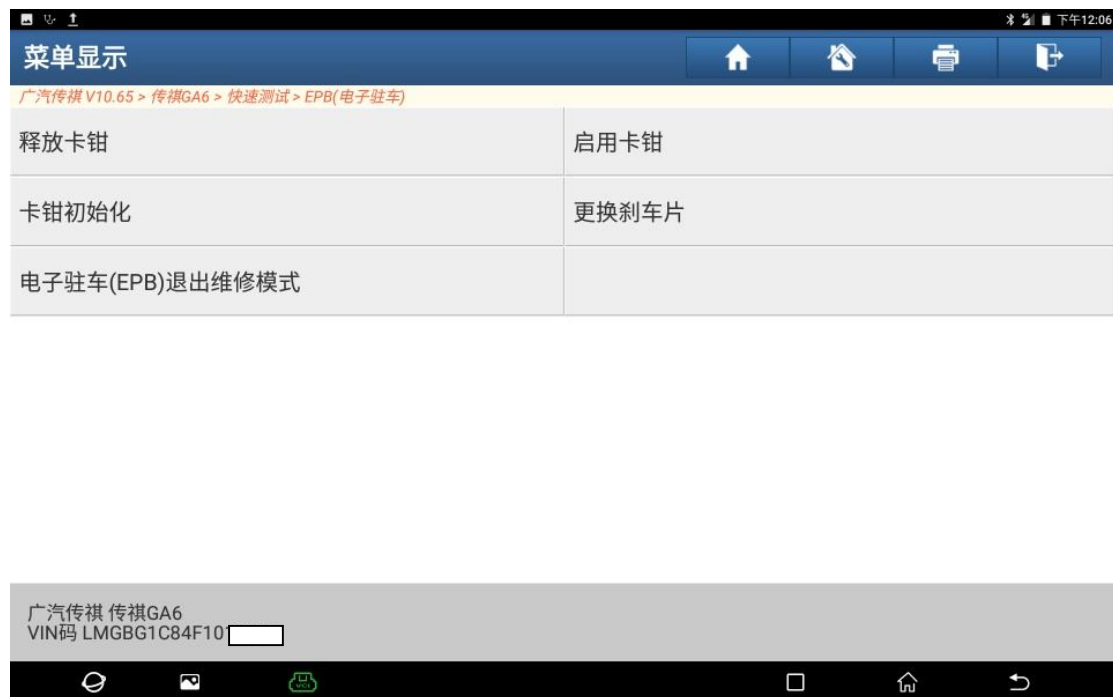 下午12:06
菜单显示
广汽传祺 V10.65 > 传祺GA6 > 快速测试 > EPB(电子驻车)
释放卡钳
启用卡钳
卡钳初始化
更换刹车片
电子驻车(EPB)退出维修模式
广汽传祺 传祺GA6
VIN码 LMGBG1C84F10
VCI